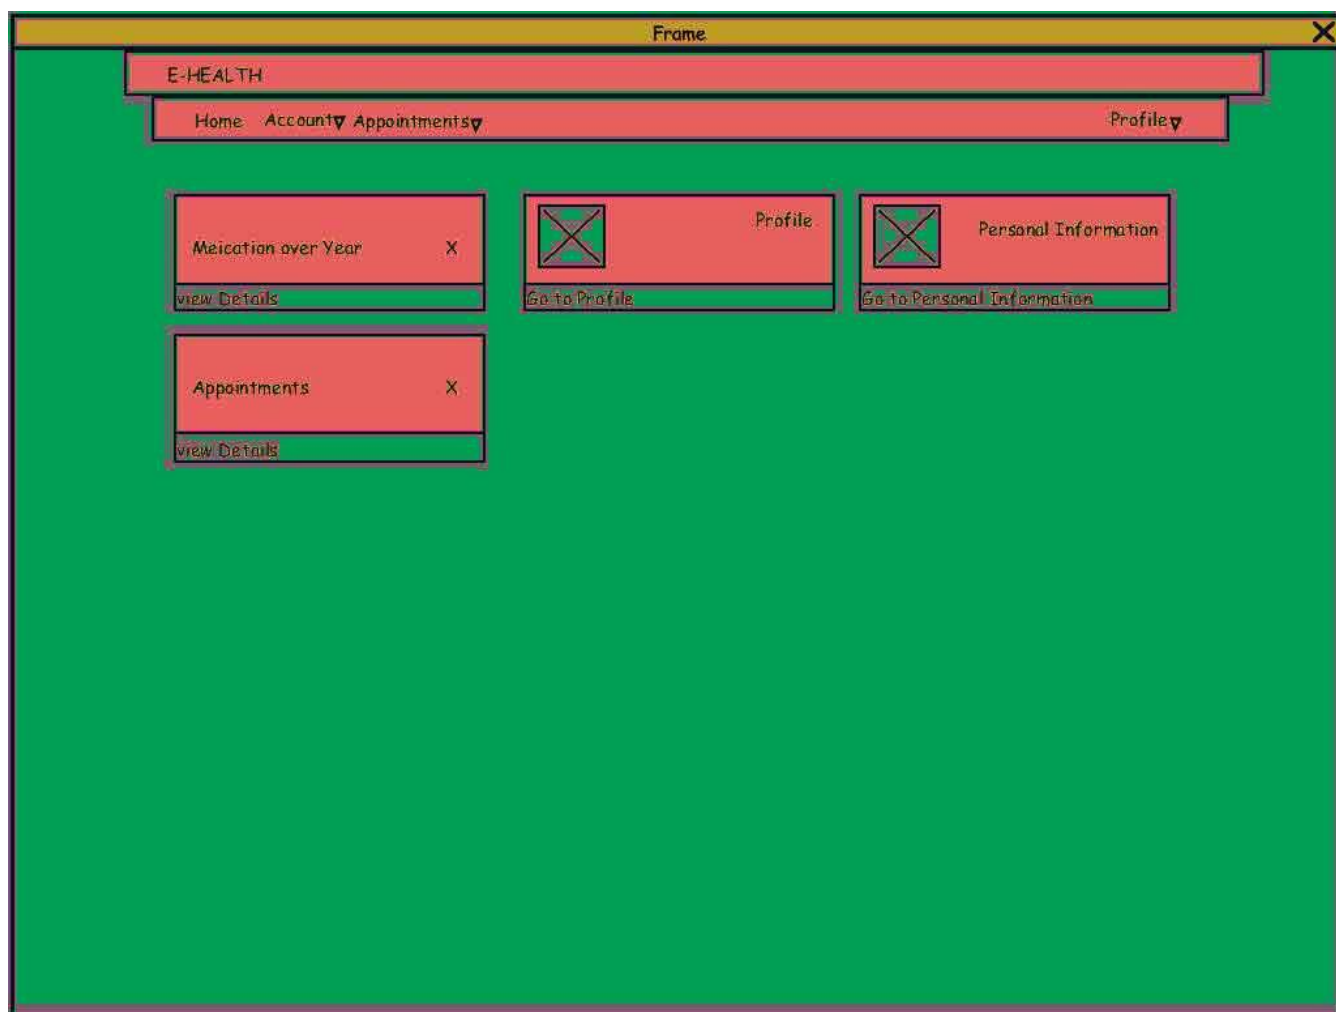 Frame
E-HEALTH
Home Account Appointments Profile
Meication over Year X
view Details
Profile
Go to Profile
Personal Information
Go to Personal Information
Appointments X
view Details